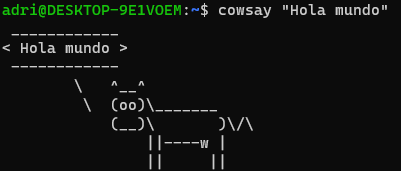 adri@DESKTOP-9E1VOEM:~$ cowsay "Hola mundo"
 ____________
< Hola mundo >
 ------------
        \   ^__^
         \  (oo)\_______
            (__)\       )\/\
                ||----w |
                ||     ||